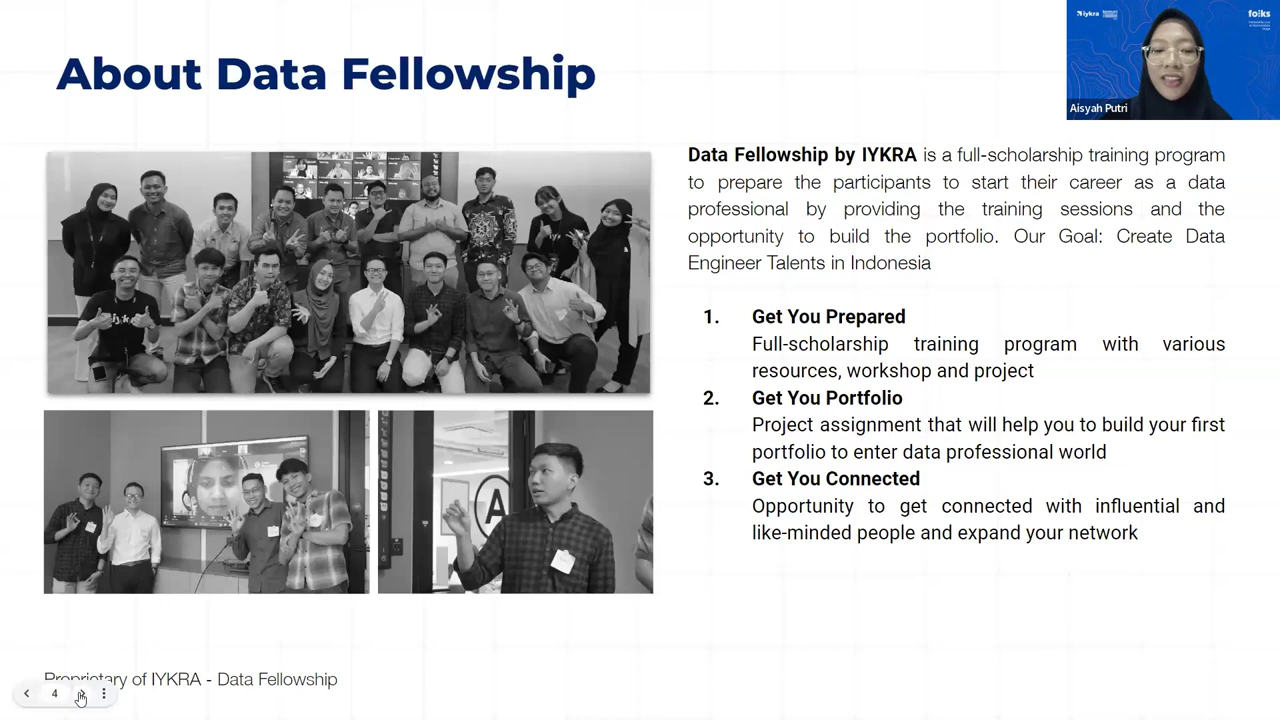 About Data Fellowship
iykra
fo/ks
Aisyah Putri
Data Fellowship by IYKRA is a full-scholarship training program
to prepare the participants to start their career as a data
professional by providing the training sessions and the
opportunity to build the portfolio. Our Goal: Create Data
Engineer Talents in Indonesia
1. Get You Prepared
Full-scholarship training program with various
resources, workshop and project
2. Get You Portfolio
Project assignment that will help you to build your first
portfolio to enter data professional world
3. Get You Connected
Opportunity to get connected with influential and
like-minded people and expand your network
A
Proprietary of IYKRA - Data Fellowship
4